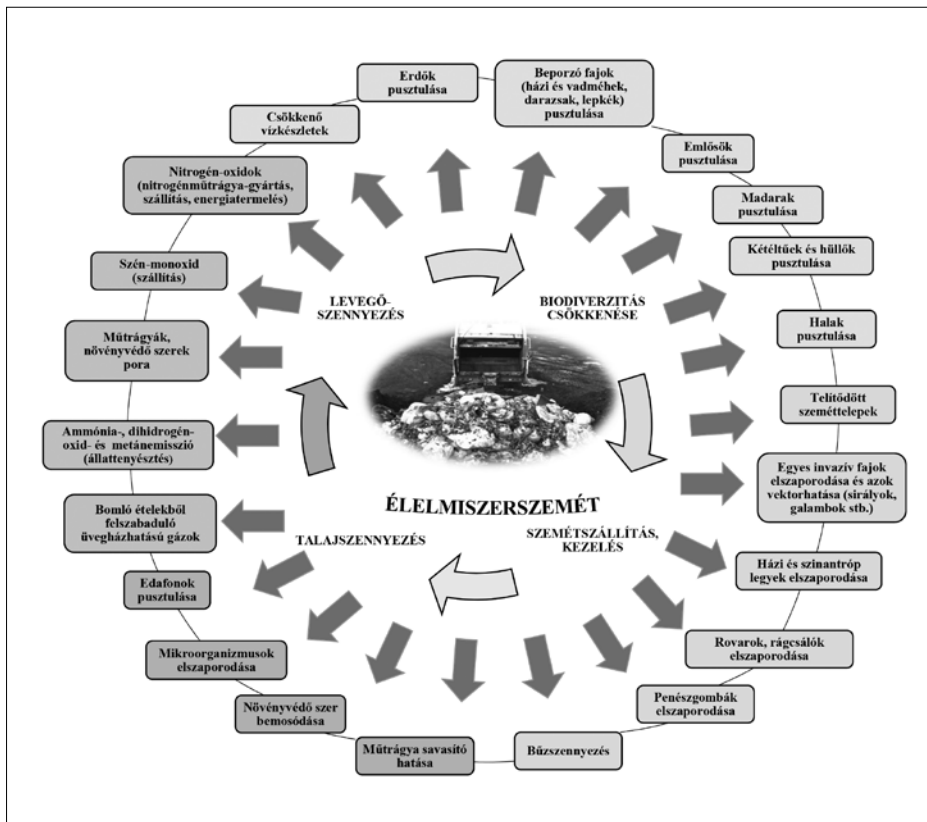 Erdők
pusztulása
Beporzó fajok
(házi és vadméhek,
darazsak, lepkék)
pusztulása
Emlősök
pusztulása
Madarak
pusztulása
Kétéltűek és hüllők
pusztulása
Halak
pusztulása
Telítődött
szeméttelepek
Egyes invazív fajok
elszaporodása és azok
vektorhatása (sirályok,
galambok stb.)
Házi és szinantróp
legyek elszaporodása
Rovarok, rágcsálók
elszaporodása
Penészgombák
elszaporodása
Bűzszennyezés
Műtrágya savasító
hatása
Növényvédő szer
bemosódása
Mikroorganizmusok
elszaporodása
Edafonok
pusztulása
Bomló ételekből
felszabaduló
üvegházhatású gázok
Ammónia-, dihidrogén-
oxid- és metánemisszió
(állattenyésztés)
Műtrágyák,
növényvédő szerek
pora
Szén-monoxid
(szállítás)
Nitrogén-oxidok
(nitrogénműtrágya-gyártás,
szállítás, energiatermelés)
Csökkenő
vízkészletek
LEVEGŐ-
SZENNYEZÉS
BIODIVERZITÁS
CSÖKKENÉSE
ÉLELMISZERSZEMÉT
TALAJSZENNYEZÉS
SZEMÉTSZÁLLÍTÁS,
KEZELÉS